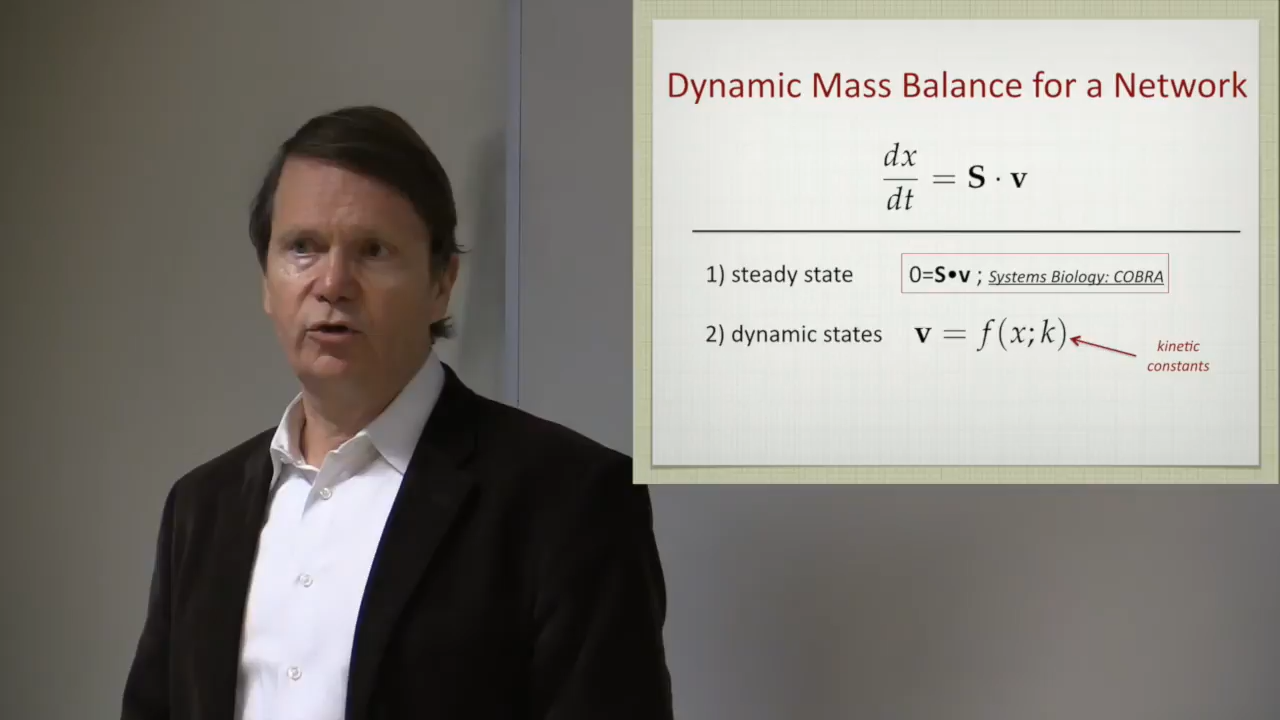 Dynamic Mass Balance for a Network
dx/dt = S · v
1) steady state 0=S•v ; Systems Biology: COBRA
2) dynamic states v = f(x; k)
kinetic
constants